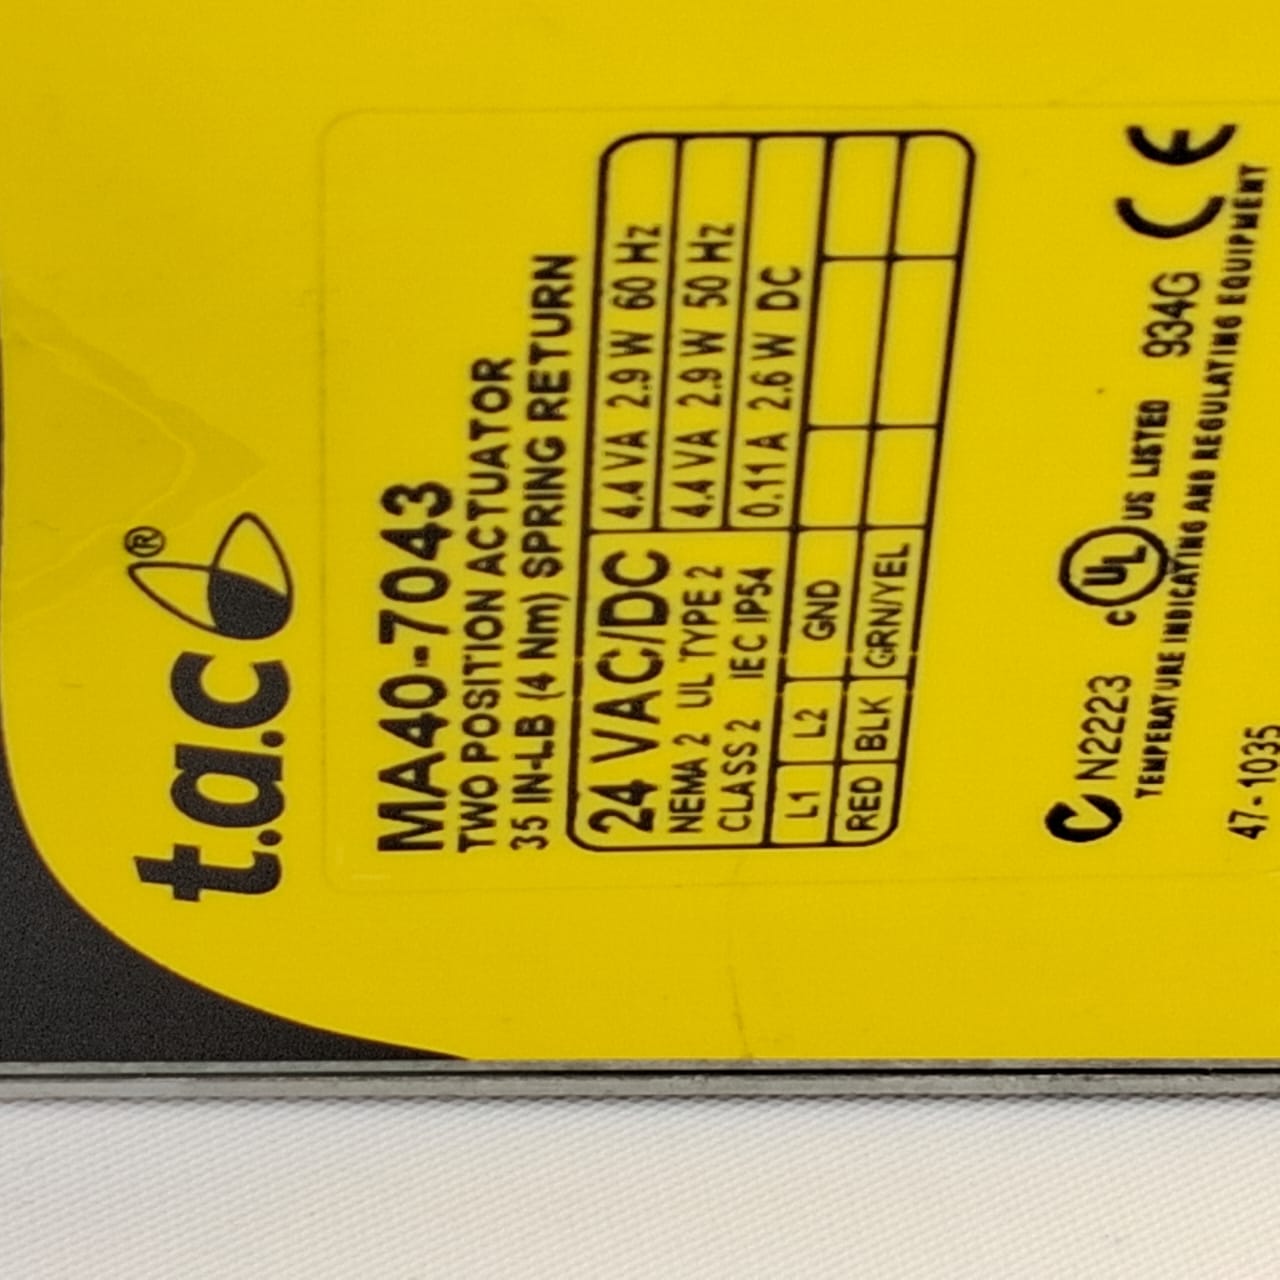 t.a.c®
MA40-7043
TWO POSITION ACTUATOR
35 IN-LB (4 Nm) SPRING RETURN
24 VAC/DC 4.4 VA 2.9 W 60 Hz
NEMA 2 UL TYPE 2 4.4 VA 2.9 W 50 Hz
CLASS 2 IEC IP54 0.11 A 2.6 W DC
L1 L2 GND
RED BLK GRN/YEL
N2223 c UL US LISTED 934G CE
TEMPERATURE INDICATING AND REGULATING EQUIPMENT
47-1035